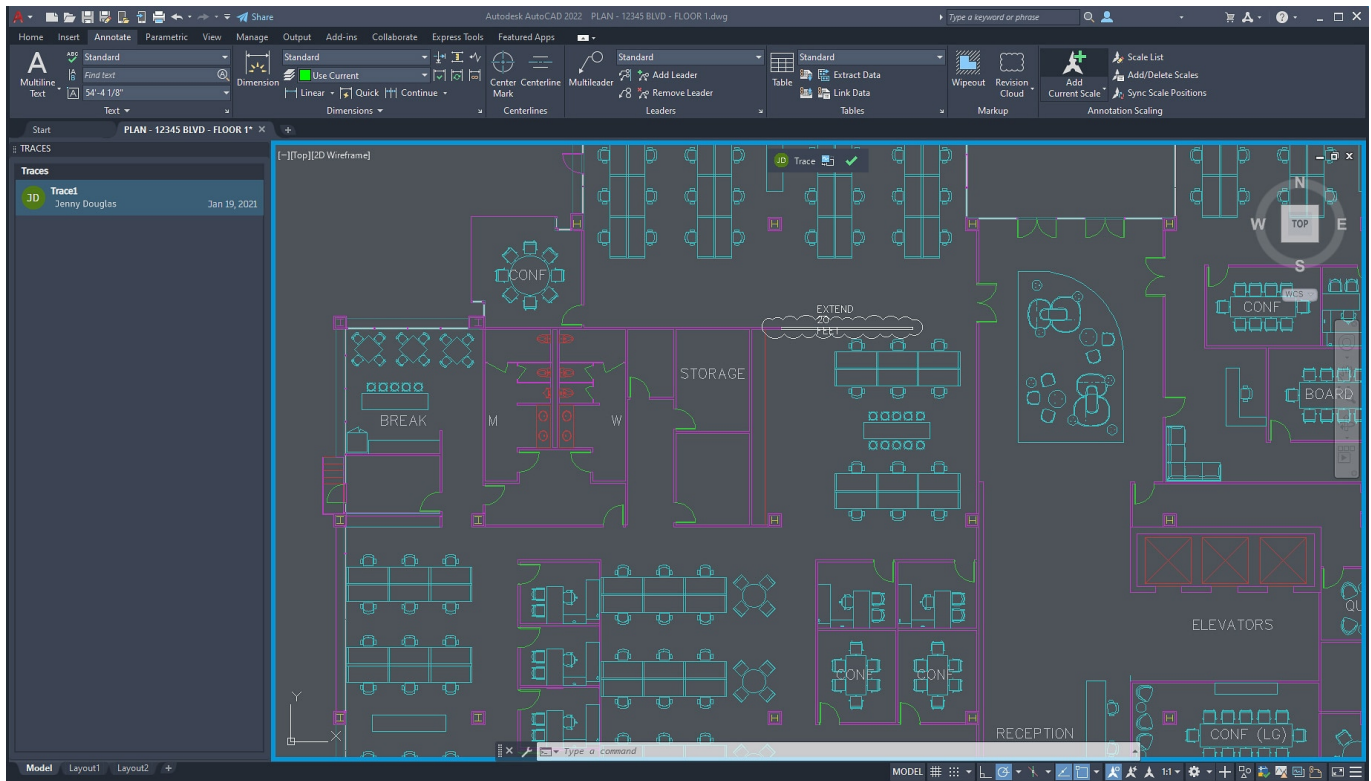 Share
Autodesk AutoCAD 2022 PLAN - 12345 BLVD - FLOOR 1.dwg
Type a keyword or phrase
Home Insert Annotate Parametric View Manage Output Add-ins Collaborate Express Tools Featured Apps
Multiline Text
ABC Standard
Find text
54'-4 1/8"
Text
Dimension
Standard
Use Current
Linear Quick Continue
Dimensions
Center Mark
Centerline
Centerlines
Multileader
Standard
Add Leader
Remove Leader
Leaders
Table
Standard
Extract Data
Link Data
Tables
Wipeout
Revision Cloud
Markup
Add Current Scale
Scale List
Add/Delete Scales
Sync Scale Positions
Annotation Scaling
Start
PLAN - 12345 BLVD - FLOOR 1*
TRACES
Traces
JD
Trace1
Jenny Douglas Jan 19, 2021
[-][Top][2D Wireframe]
JD Trace
N
W TOP E
S
WCS
CONF
CONF
EXTEND
20
FEET
STORAGE
BOARD
BREAK
M
W
ELEVATORS
QU
CONF
CONF
RECEPTION
CONF (LG)
Y
X
Type a command
Model Layout1 Layout2
MODEL
1:1